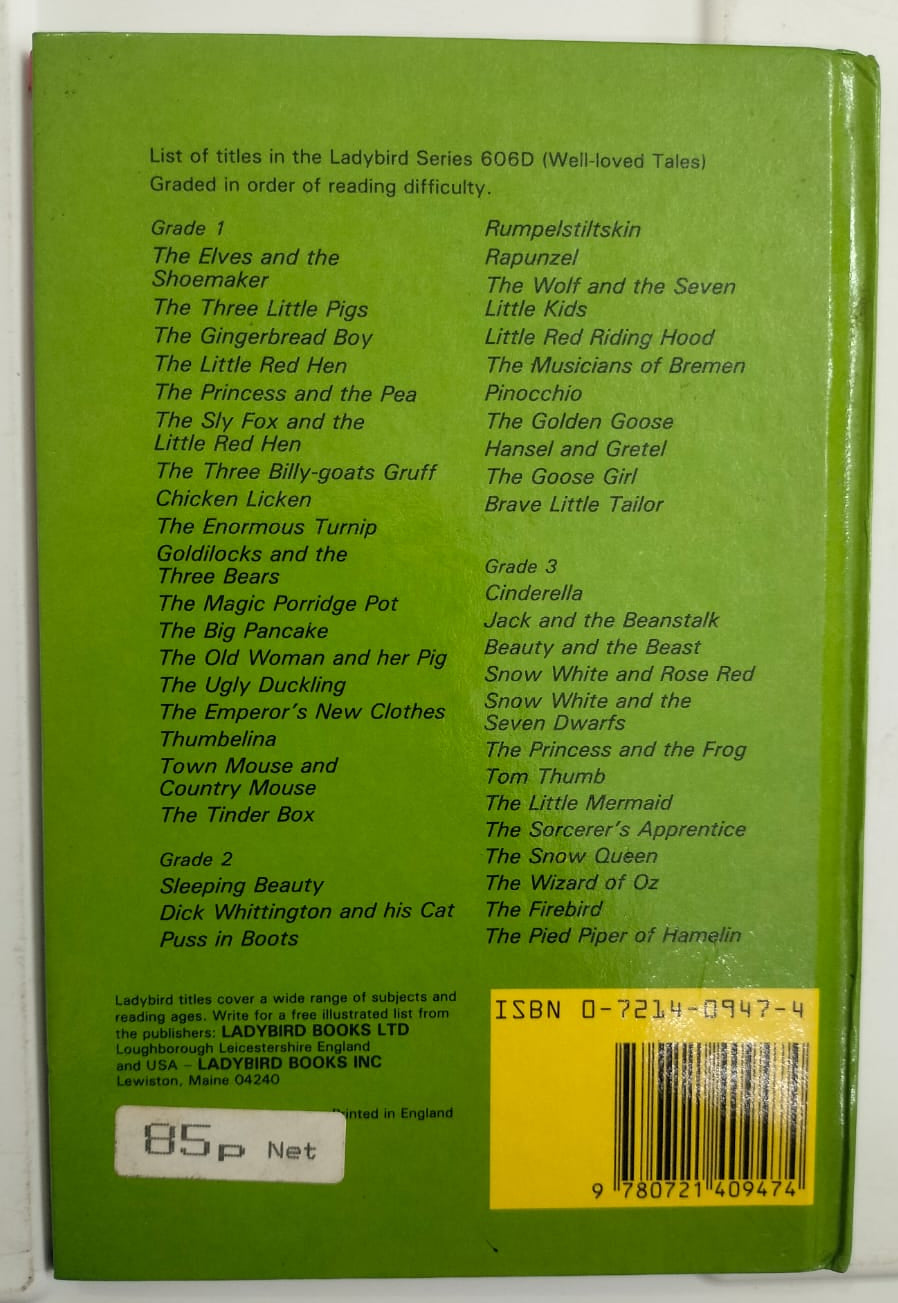 List of titles in the Ladybird Series 606D (Well-loved Tales)
Graded in order of reading difficulty.
Grade 1
The Elves and the
Shoemaker
The Three Little Pigs
The Gingerbread Boy
The Little Red Hen
The Princess and the Pea
The Sly Fox and the
Little Red Hen
The Three Billy-goats Gruff
Chicken Licken
The Enormous Turnip
Goldilocks and the
Three Bears
The Magic Porridge Pot
The Big Pancake
The Old Woman and her Pig
The Ugly Duckling
The Emperor's New Clothes
Thumbelina
Town Mouse and
Country Mouse
The Tinder Box
Grade 2
Sleeping Beauty
Dick Whittington and his Cat
Puss in Boots
Rumpelstiltskin
Rapunzel
The Wolf and the Seven
Little Kids
Little Red Riding Hood
The Musicians of Bremen
Pinocchio
The Golden Goose
Hansel and Gretel
The Goose Girl
Brave Little Tailor
Grade 3
Cinderella
Jack and the Beanstalk
Beauty and the Beast
Snow White and Rose Red
Snow White and the
Seven Dwarfs
The Princess and the Frog
Tom Thumb
The Little Mermaid
The Sorcerer's Apprentice
The Snow Queen
The Wizard of Oz
The Firebird
The Pied Piper of Hamelin
Ladybird titles cover a wide range of subjects and
reading ages. Write for a free illustrated list from
the publishers: LADYBIRD BOOKS LTD
Loughborough Leicestershire England
and USA – LADYBIRD BOOKS INC
Lewiston, Maine 04240
Printed in England
85p Net
ISBN 0-7214-0947-4
9 780721 409474